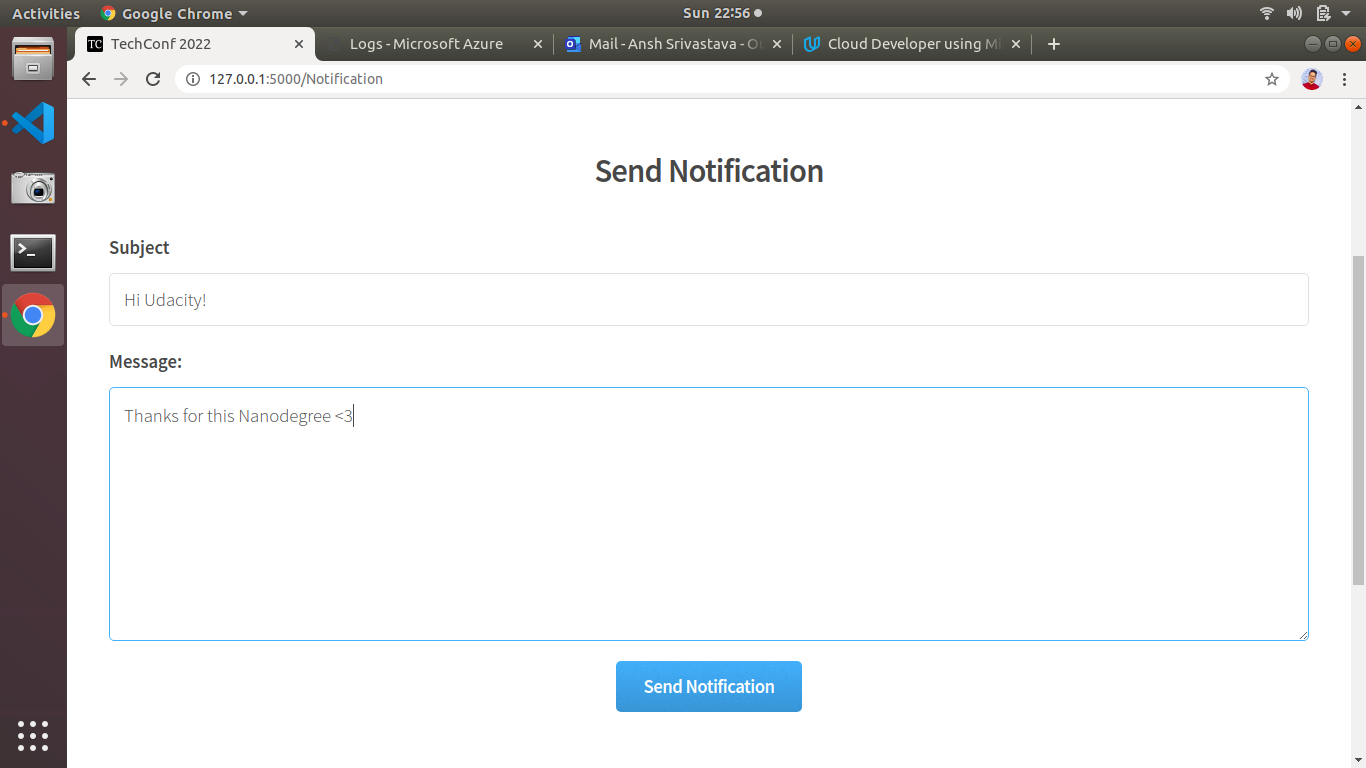 Activities
Google Chrome
Sun 22:56
TC TechConf 2022
Logs - Microsoft Azure
Mail - Ansh Srivastava - O
Cloud Developer using Mi
127.0.0.1:5000/Notification
Send Notification
Subject
Hi Udacity!
Message:
Thanks for this Nanodegree <3
Send Notification